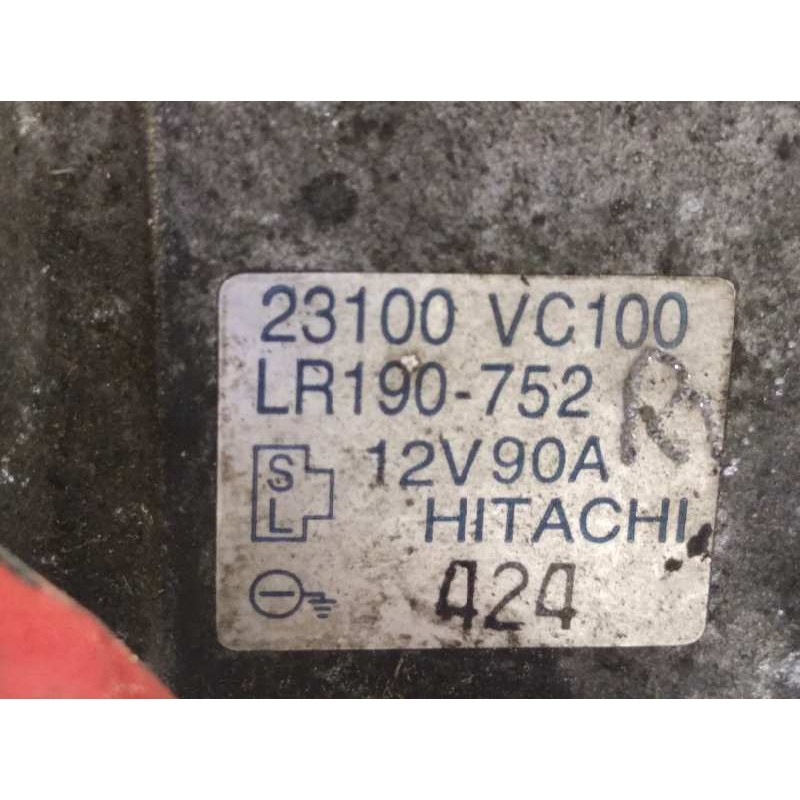 23100 VC100
LR190-752
R
12V90A
S
L
HITACHI
424